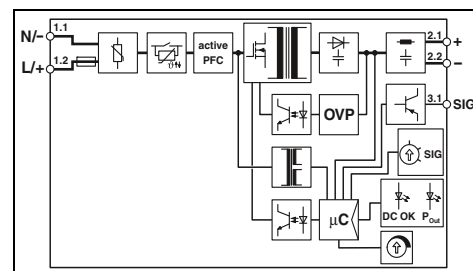 N/− 1.1
L/+ 1.2
active
PFC
2.1 +
2.2 −
3.1 SIG
OVP
SIG
ϑ
µC
DC OK P Out